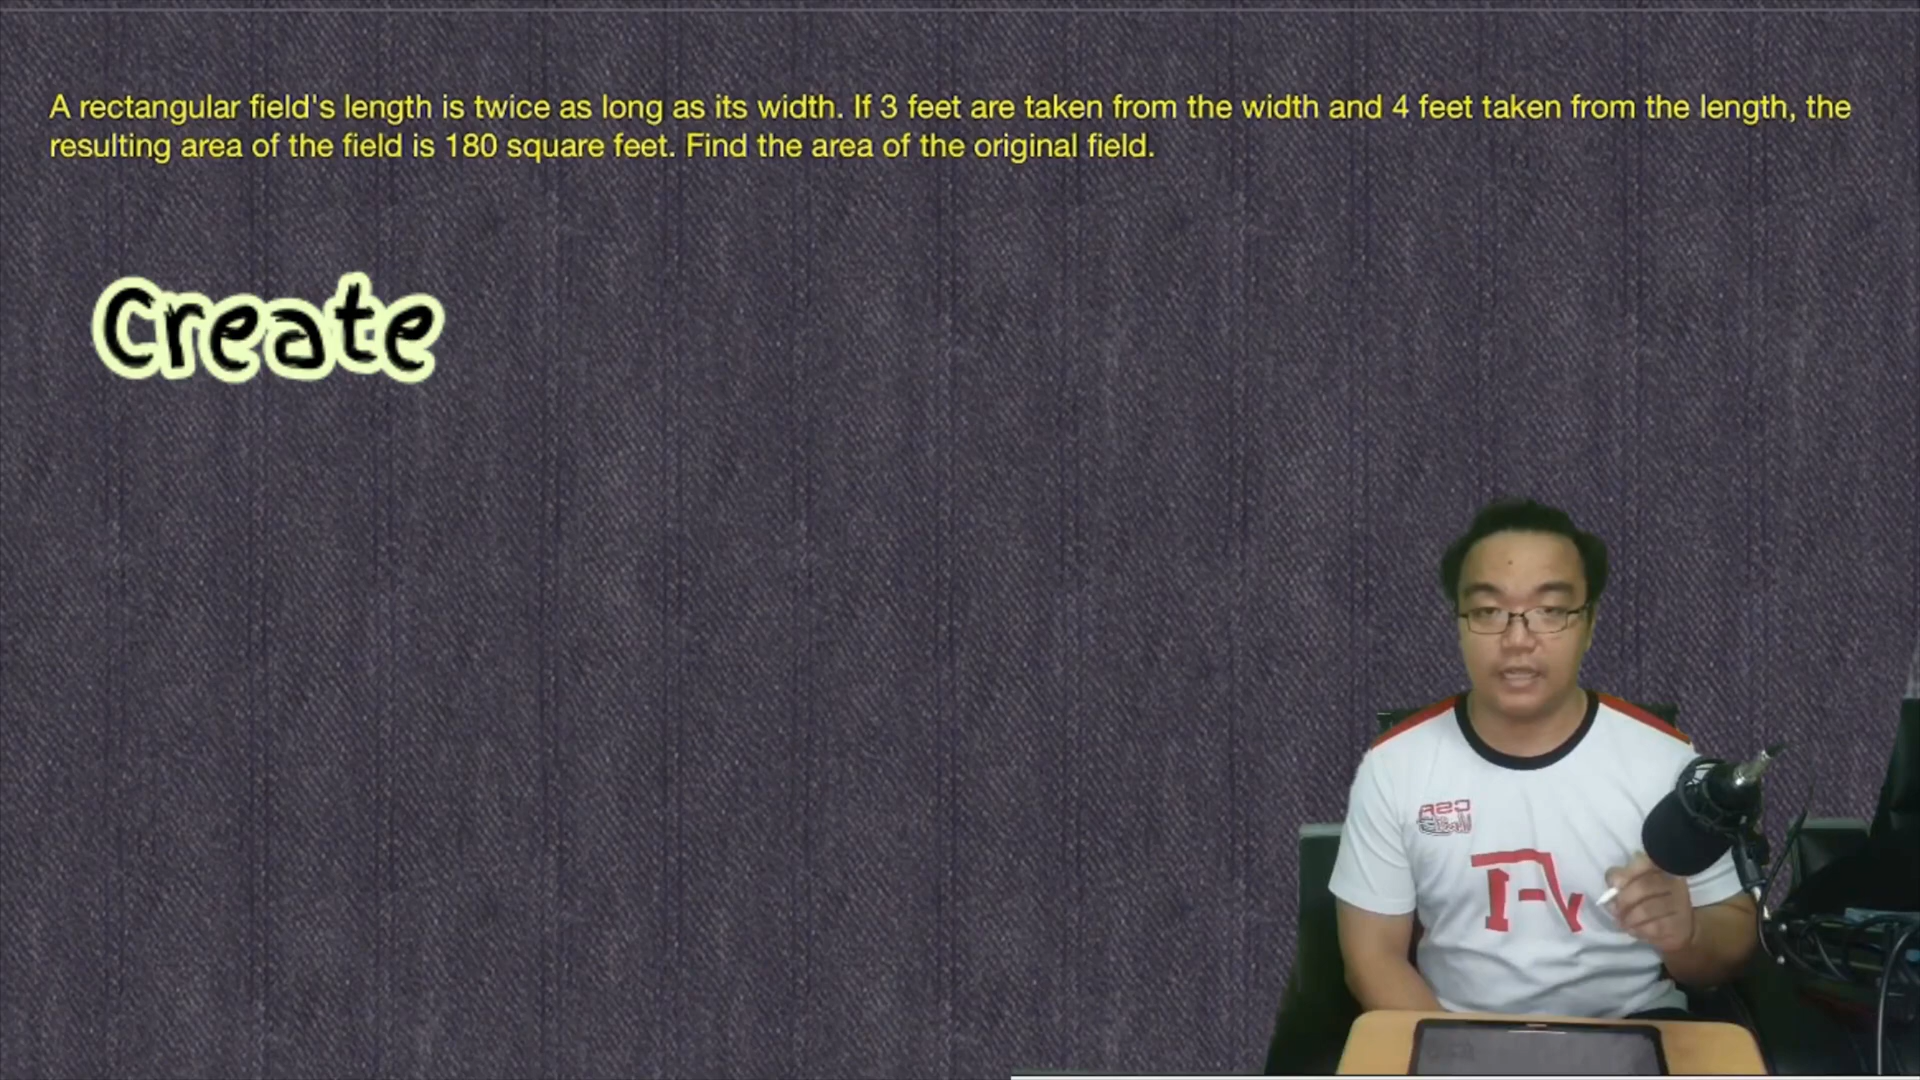 A rectangular field's length is twice as long as its width. If 3 feet are taken from the width and 4 feet taken from the length, the
resulting area of the field is 180 square feet. Find the area of the original field.
Create